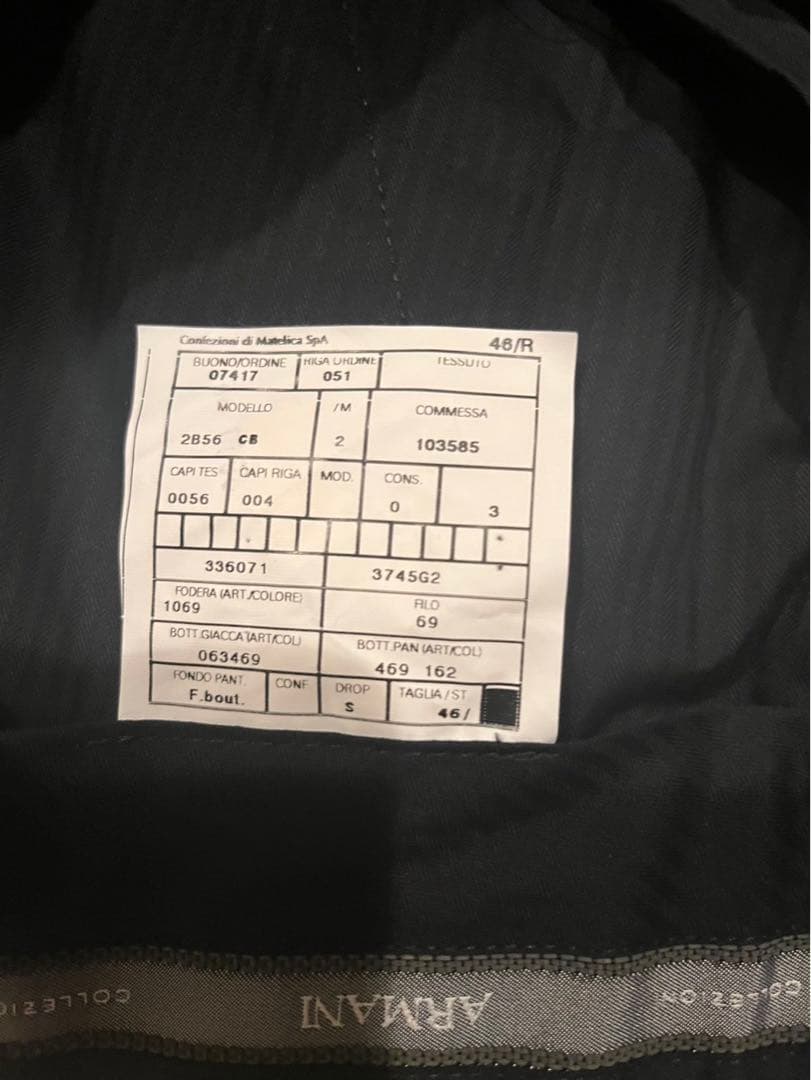 Confezioni di Matelica SpA 46/R
BUONO/ORDINE RIGA ORDINE TESSUTO
07417 051
MODELLO /M COMMESSA
2B56 CB 2 103585
CAPI TES CAPI RIGA MOD. CONS.
0056 004 0 3
336071 3745G2
FODERA (ART./COLORE) FILO
1069 69
BOTT.GIACCA (ART/COL) BOTT.PAN (ART/COL)
063469 469 162
FONDO PANT. CONF DROP TAGLIA / ST.
F.bout. S 46/
COLLEZIONI ARMANI COLLEZIONI